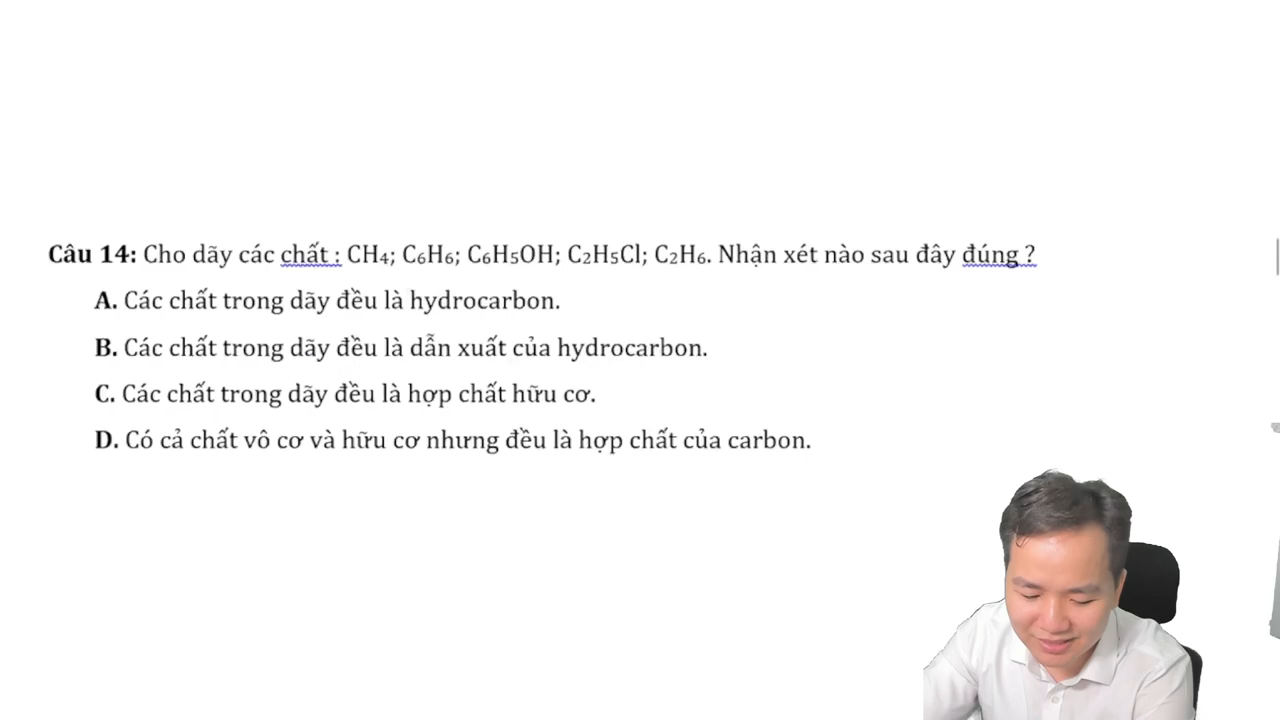 Câu 14: Cho dãy các chất : CH₄; C₆H₆; C₆H₅OH; C₂H₅Cl; C₂H₆. Nhận xét nào sau đây đúng ?
A. Các chất trong dãy đều là hydrocarbon.
B. Các chất trong dãy đều là dẫn xuất của hydrocarbon.
C. Các chất trong dãy đều là hợp chất hữu cơ.
D. Có cả chất vô cơ và hữu cơ nhưng đều là hợp chất của carbon.